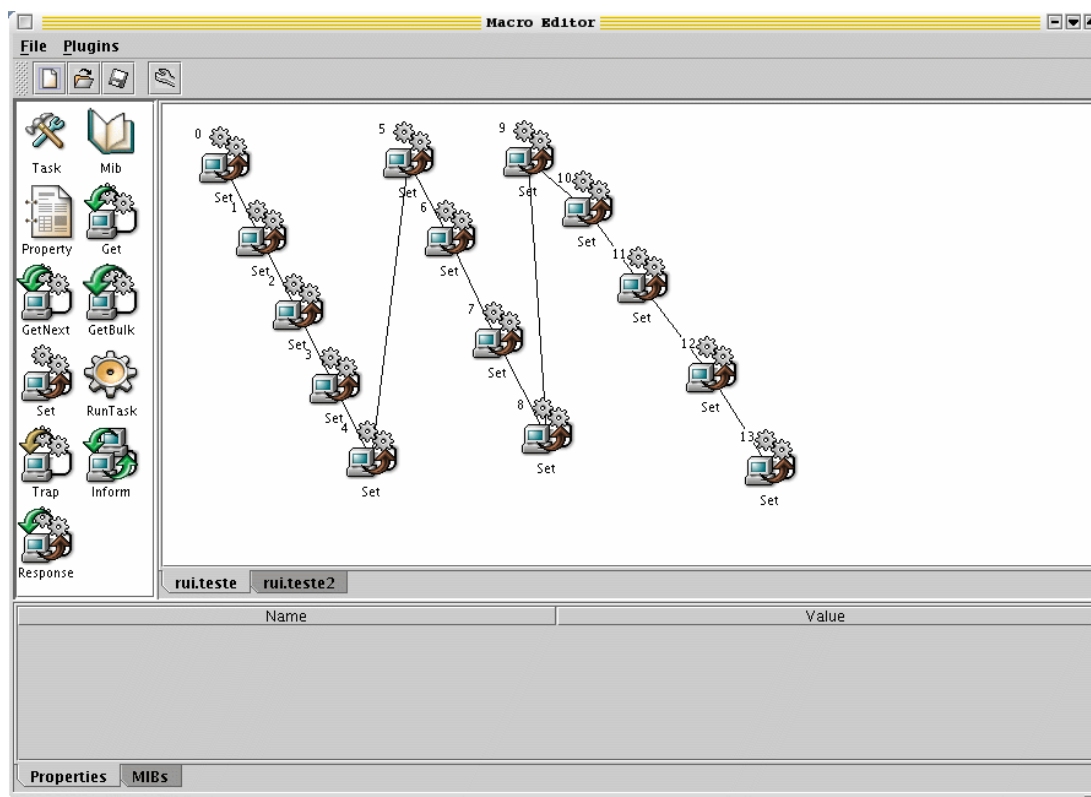 Macro Editor
File Plugins
Task Mib
Property Get
GetNext GetBulk
Set RunTask
Trap Inform
Response
0
Set
1
Set
2
Set
3
Set
4
Set
5
Set
6
Set
7
Set
8
Set
9
Set
10
Set
11
Set
12
Set
13
Set
rui.teste rui.teste2
Name Value
Properties MIBs